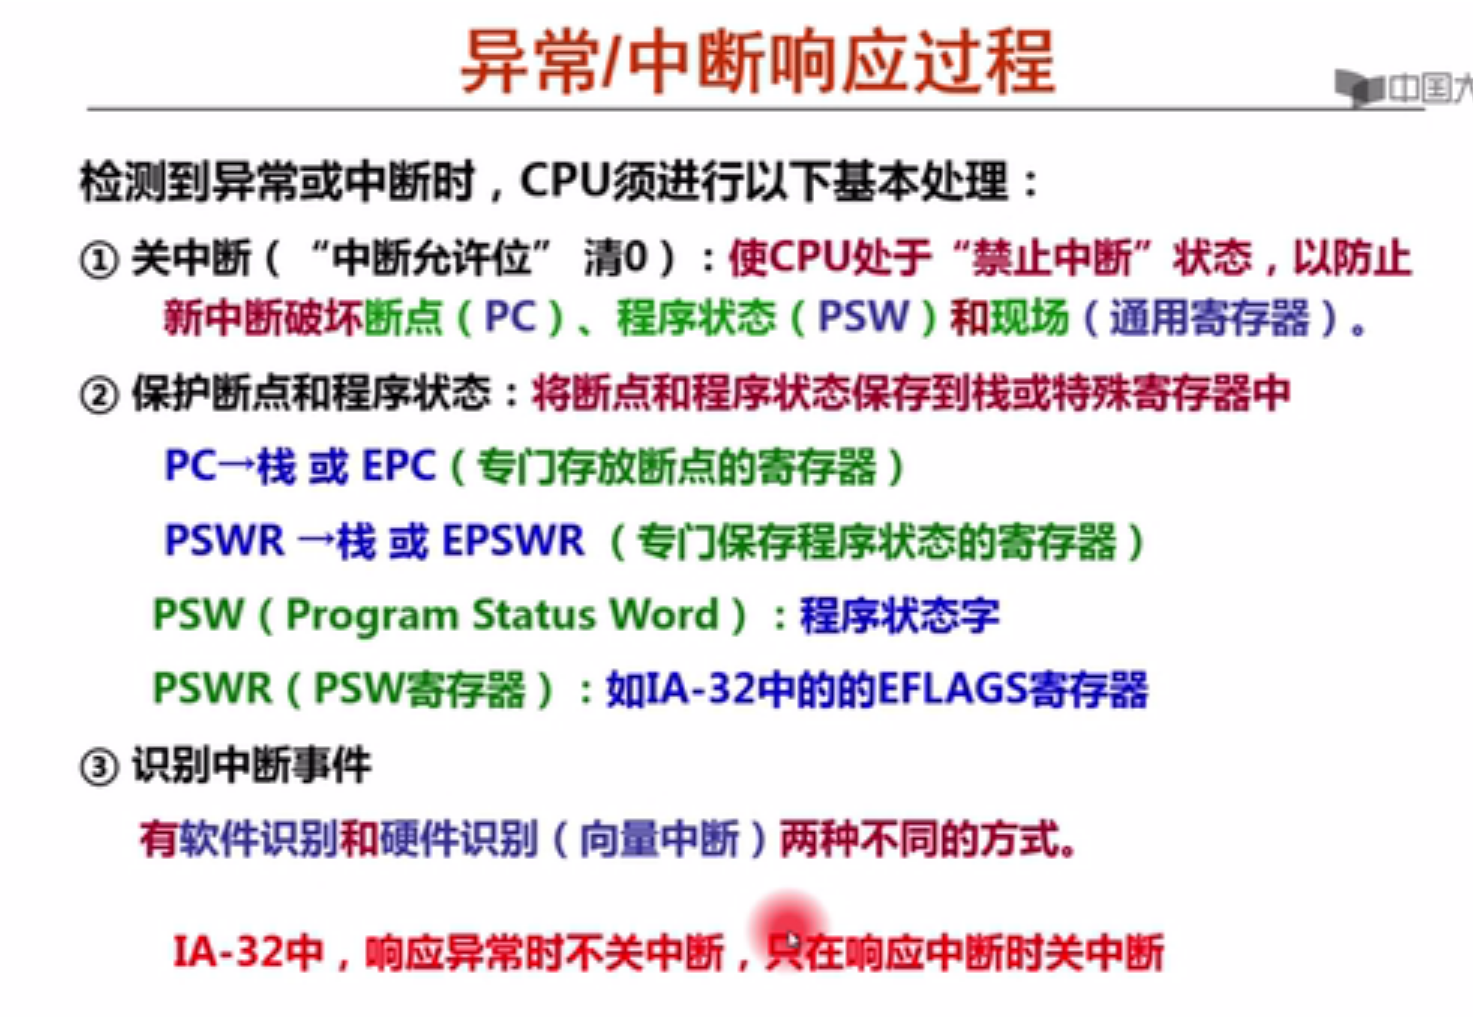 异常/中断响应过程
中国大
检测到异常或中断时，CPU须进行以下基本处理：
① 关中断（“中断允许位” 清0）：使CPU处于“禁止中断”状态，以防止
新中断破坏断点（PC）、程序状态（PSW）和现场（通用寄存器）。
② 保护断点和程序状态：将断点和程序状态保存到栈或特殊寄存器中
PC→栈 或 EPC（专门存放断点的寄存器）
PSWR →栈 或 EPSWR （专门保存程序状态的寄存器）
PSW（Program Status Word）：程序状态字
PSWR（PSW寄存器）：如IA-32中的的EFLAGS寄存器
③ 识别中断事件
有软件识别和硬件识别（向量中断）两种不同的方式。
IA-32中，响应异常时不关中断，只在响应中断时关中断